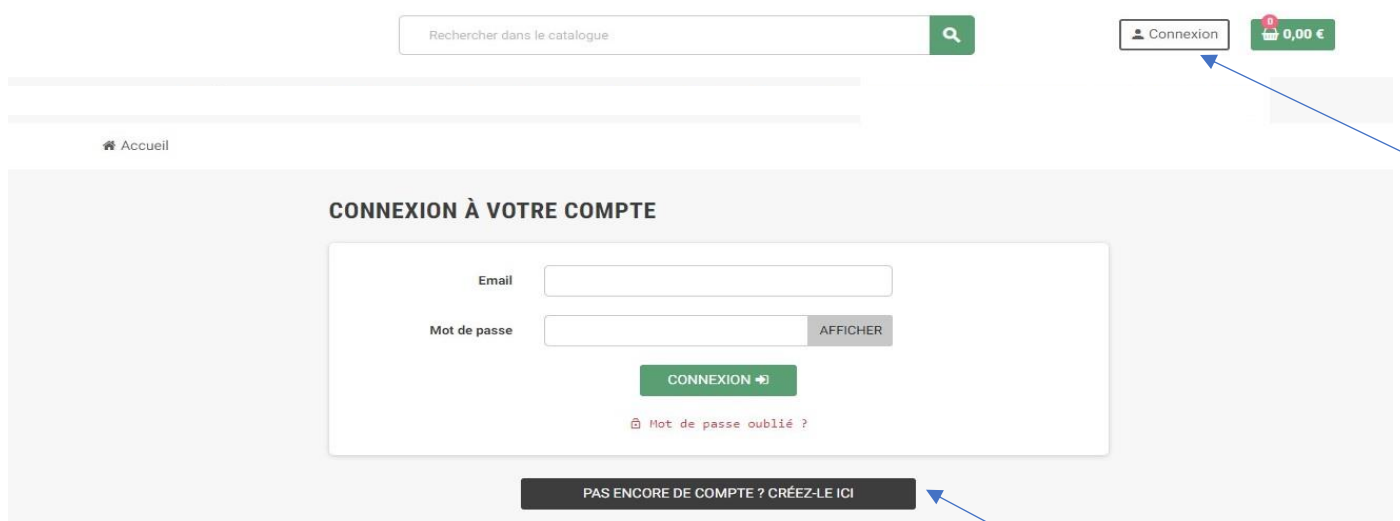 Rechercher dans le catalogue
Connexion
0
0,00 €
Accueil
CONNEXION À VOTRE COMPTE
Email
Mot de passe
AFFICHER
CONNEXION
Mot de passe oublié ?
PAS ENCORE DE COMPTE ? CRÉEZ-LE ICI